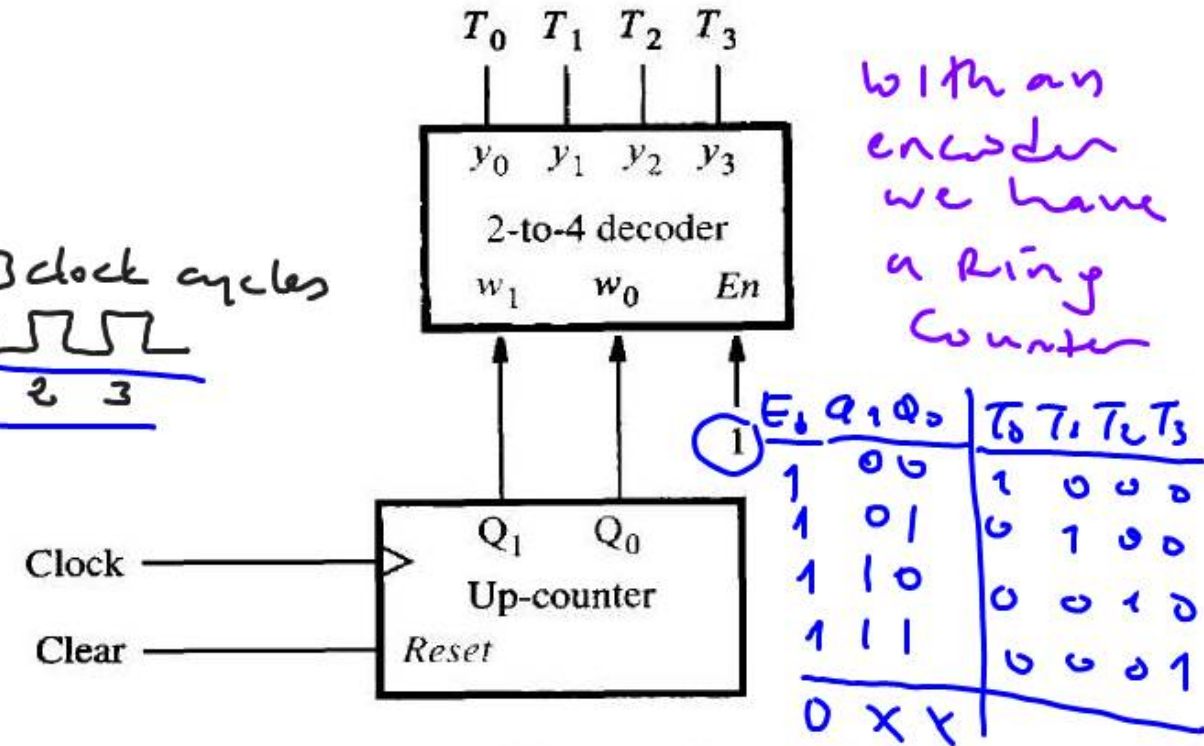 T0 T1 T2 T3
y0 y1 y2 y3
2-to-4 decoder
w1 w0 En
with an
encoder
we have
a Ring
Counter
3 clock cycles
2 3
1
Q1 Q0
Up-counter
Clock
Clear
Reset
Q1 Q0 T0 T1 T2 T3
1 0 0 1 0 0 0
1 0 1 0 1 0 0
1 1 0 0 0 1 0
1 1 1 0 0 0 1
0 X X